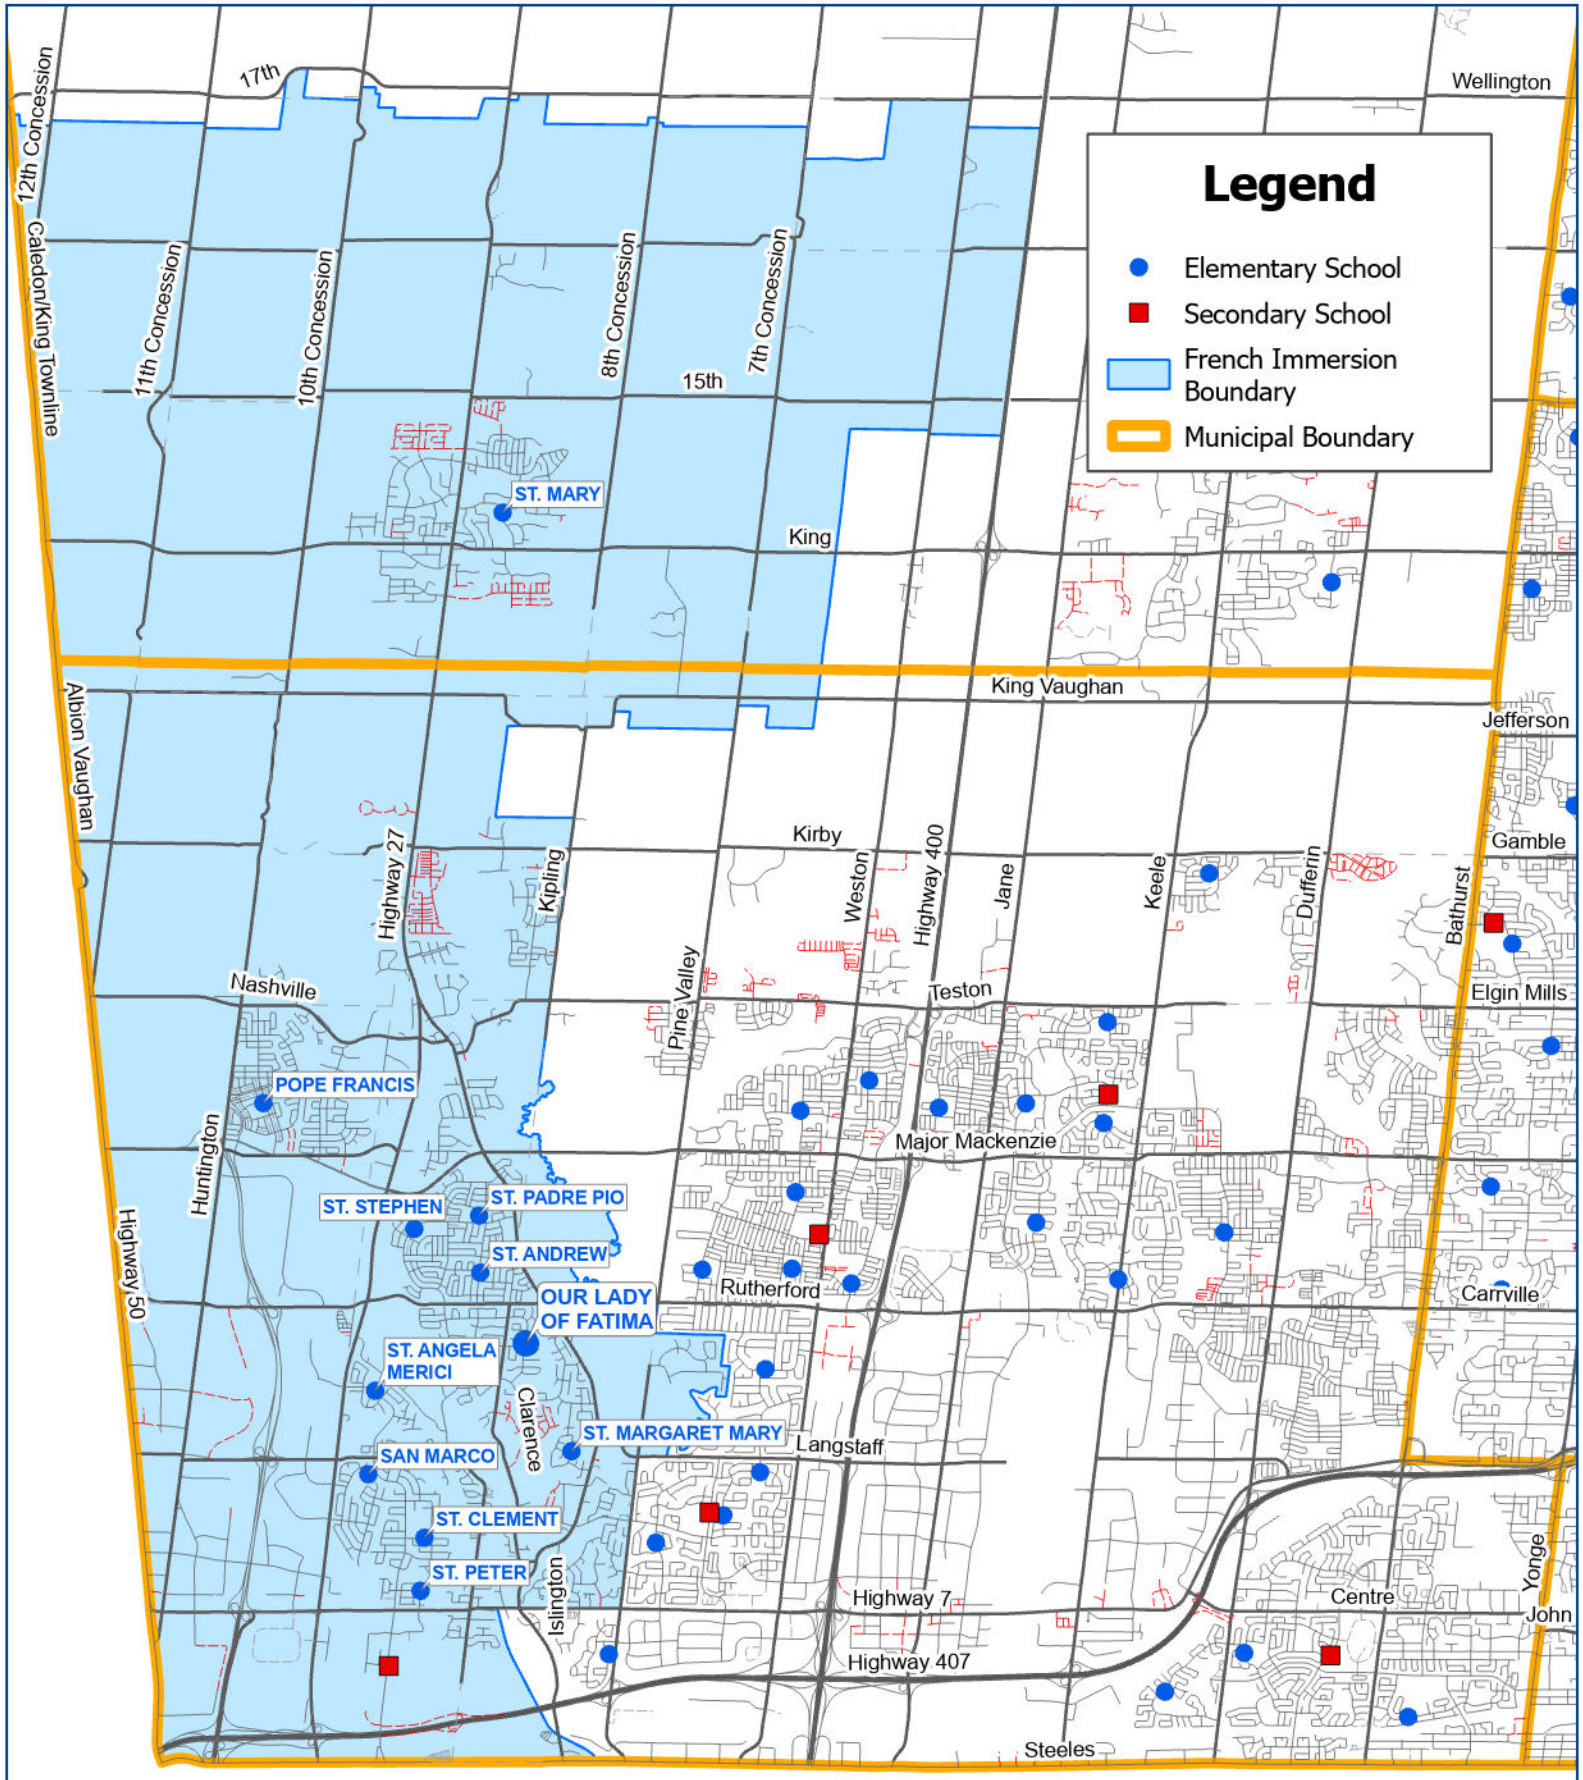 17th
Wellington
12th Concession
Legend
Elementary School
Secondary School
French Immersion
Boundary
Municipal Boundary
Caledon/King Townline
11th Concession
10th Concession
8th Concession
7th Concession
15th
ST. MARY
King
King Vaughan
Albion Vaughan
Jefferson
Kirby
Gamble
Highway 27
Kipling
Weston
Highway 400
Jane
Keele
Dufferin
Bathurst
Nashville
Pine Valley
Teston
Elgin Mills
POPE FRANCIS
Huntington
Major Mackenzie
ST. STEPHEN
ST. PADRE PIO
ST. ANDREW
Highway 50
OUR LADY
OF FATIMA
Rutherford
Carrville
ST. ANGELA
MERICI
Clarence
ST. MARGARET MARY
Langstaff
SAN MARCO
ST. CLEMENT
ST. PETER
Islington
Highway 7
Centre
Yonge
John
Highway 407
Steeles